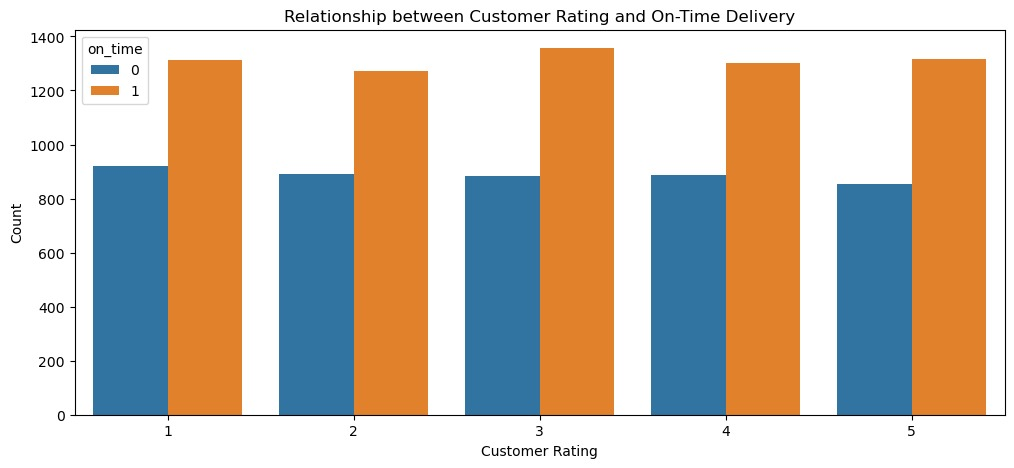 Relationship between Customer Rating and On-Time Delivery
1400
1200
1000
800
600
400
200
0
Count
on_time
0
1
1 2 3 4 5
Customer Rating